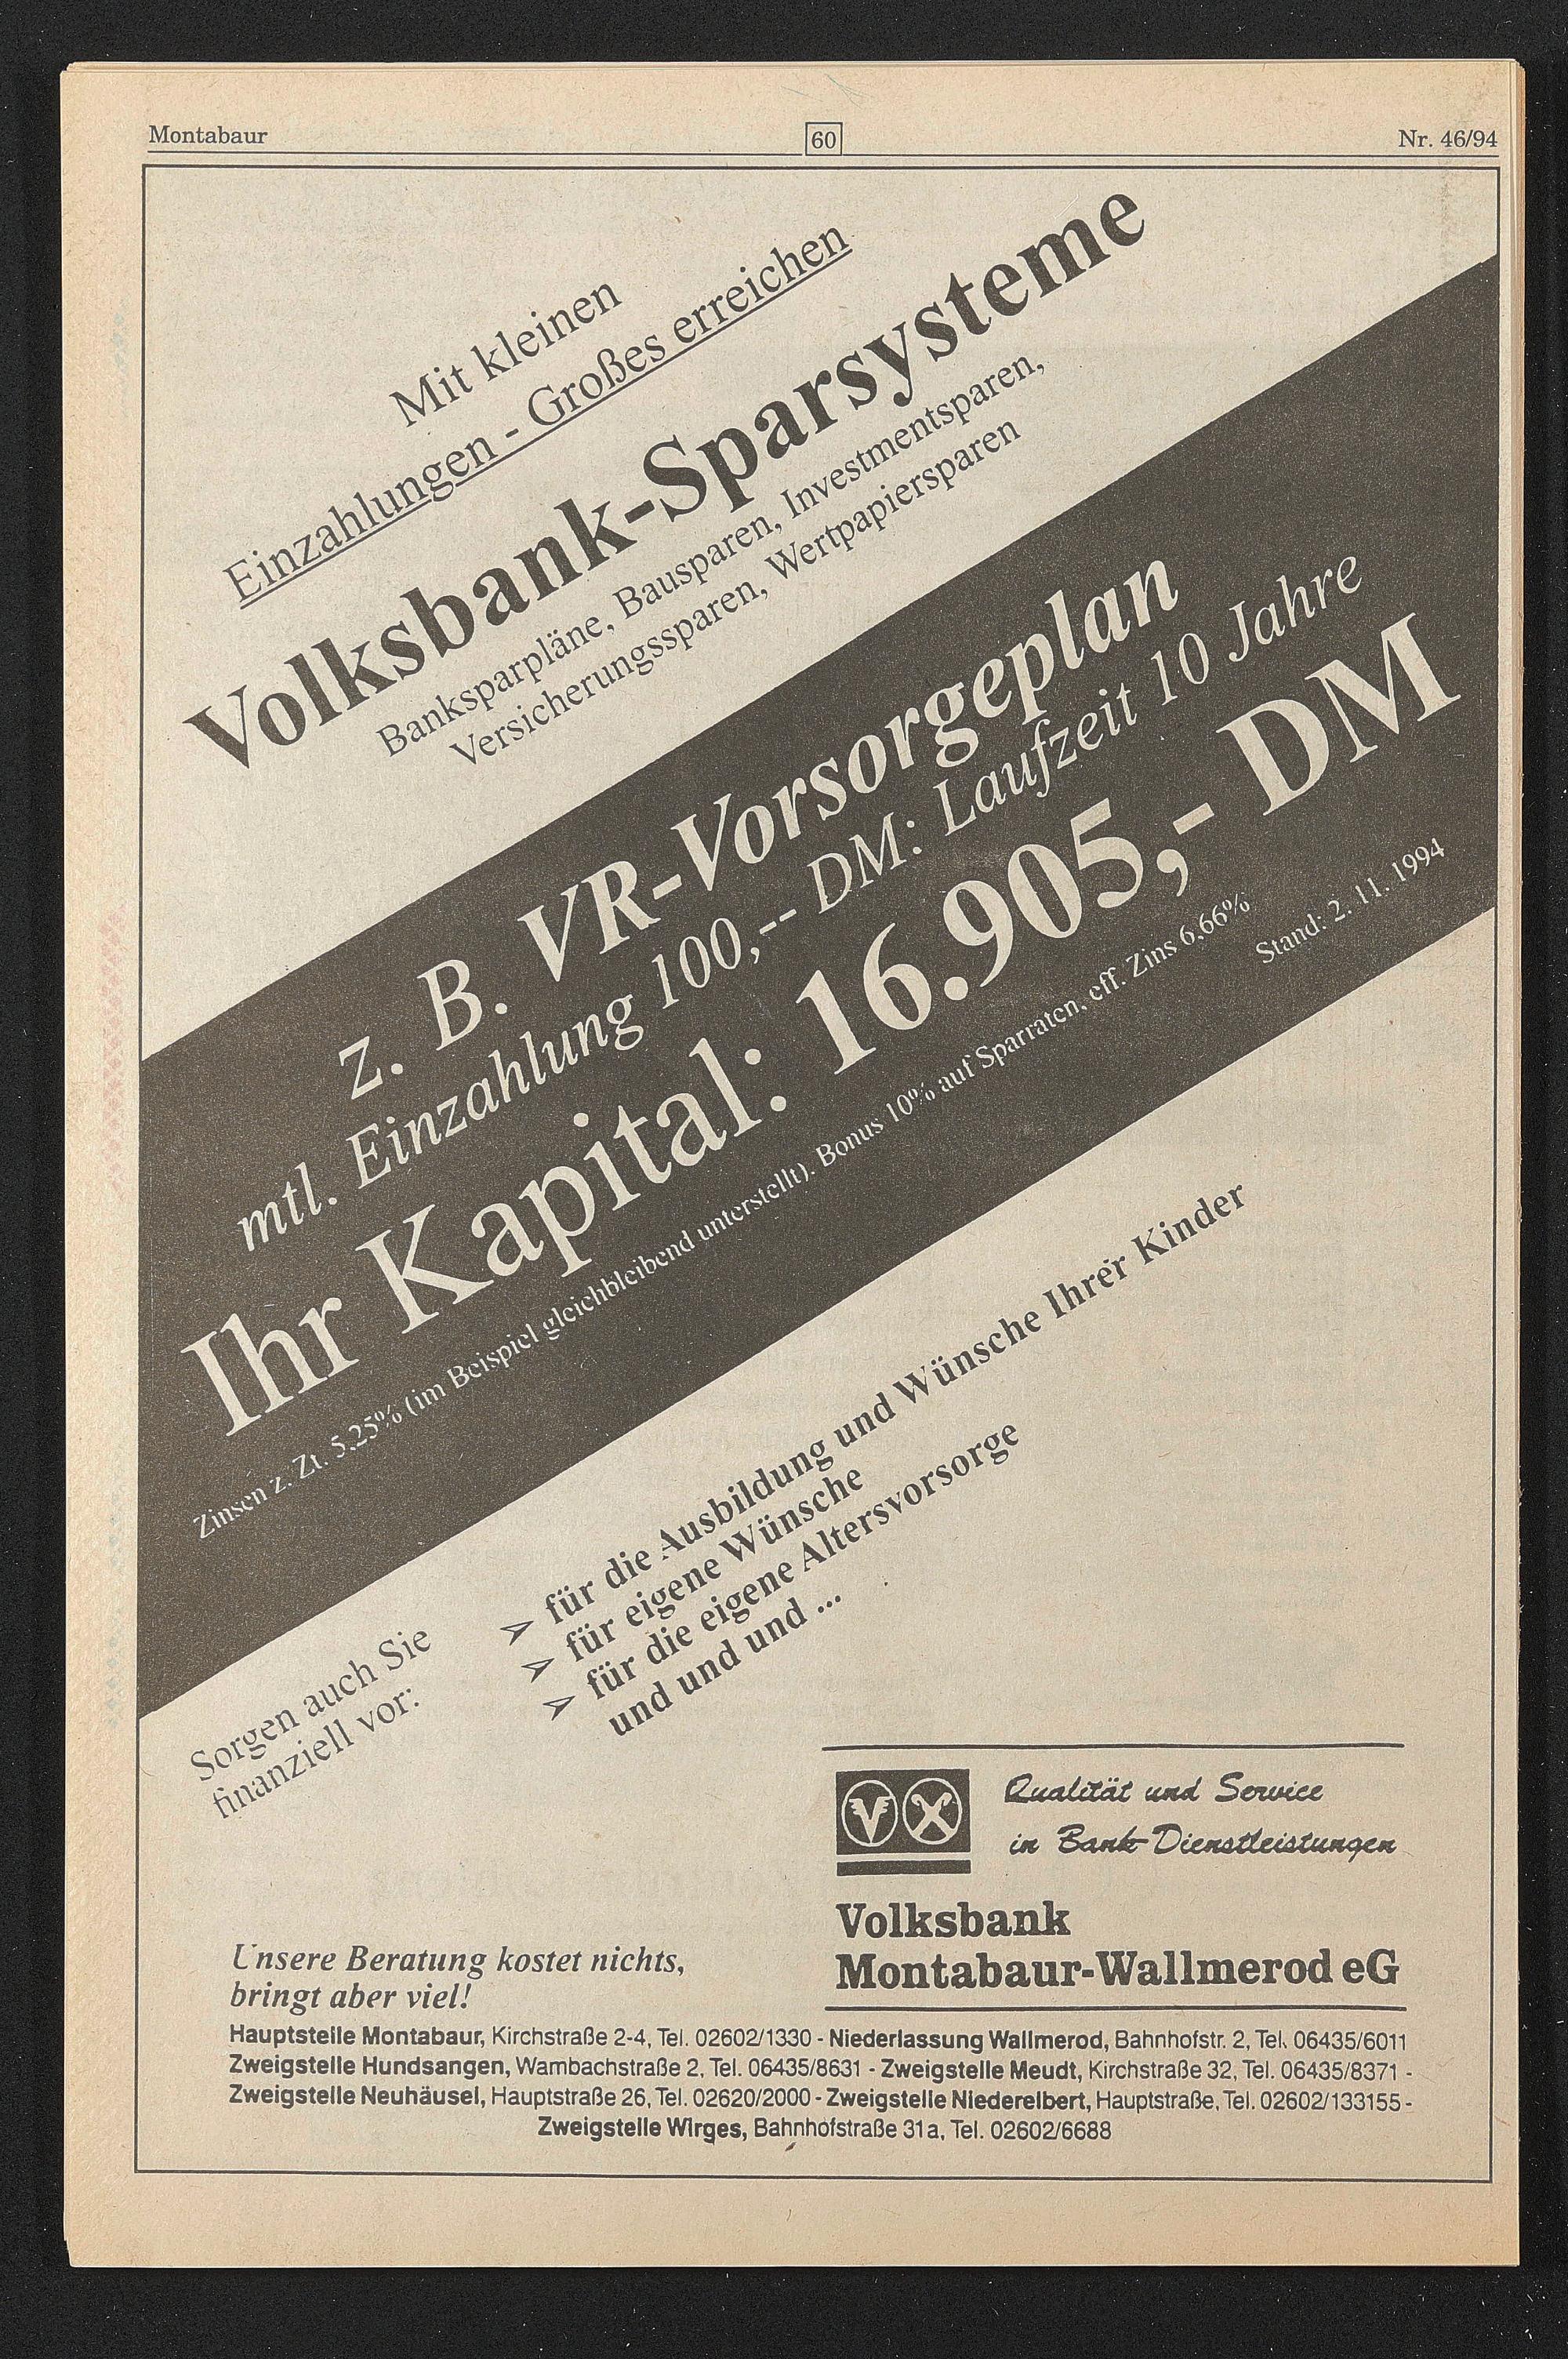 Montabaur
60
Nr. 46/94
Mit kleinen
Einzahlungen - Großes erreichen
Volksbank-Sparsysteme
Banksparpläne, Bausparen, Investmentsparen,
Versicherungssparen, Wertpapiersparen
z. B. VR-Vorsorgeplan
mtl. Einzahlung 100,-- DM: Laufzeit 10 Jahre
Ihr Kapital: 16.905,- DM
Zinsen z. Zt. 5,25% (im Beispiel gleichbleibend unterstellt). Bonus 10% auf Sparraten, eff. Zins 6,66%
Stand: 2. 11. 1994
Sorgen auch Sie
finanziell vor:
➢ für die Ausbildung und Wünsche Ihrer Kinder
➢ für eigene Wünsche
➢ für die eigene Altersvorsorge
und und und ...
Qualität und Service
in Bank-Dienstleistungen
Volksbank
Montabaur-Wallmerod eG
Unsere Beratung kostet nichts,
bringt aber viel!
Hauptstelle Montabaur, Kirchstraße 2-4, Tel. 02602/1330 - Niederlassung Wallmerod, Bahnhofstr. 2, Tel. 06435/6011
Zweigstelle Hundsangen, Wambachstraße 2, Tel. 06435/8631 - Zweigstelle Meudt, Kirchstraße 32, Tel. 06435/8371 -
Zweigstelle Neuhäusel, Hauptstraße 26, Tel. 02620/2000 - Zweigstelle Niederelbert, Hauptstraße, Tel. 02602/133155 -
Zweigstelle Wirges, Bahnhofstraße 31a, Tel. 02602/6688